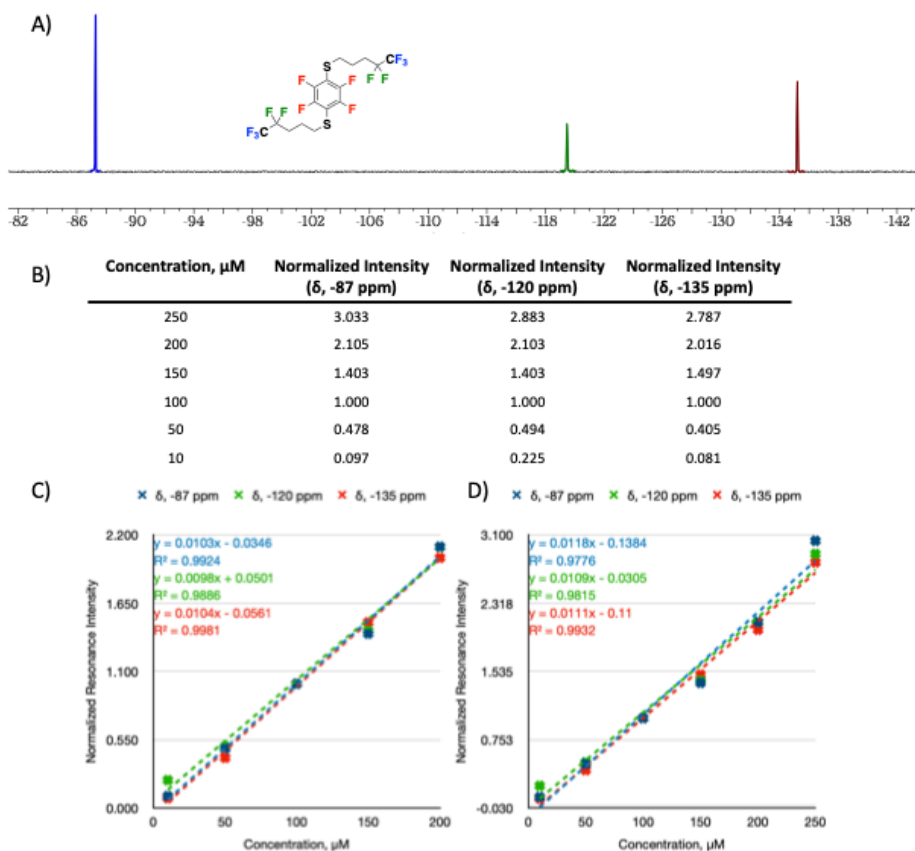 A)
S
CF3
F F
F F
F F
F F
F3C
S
-82 -86 -90 -94 -98 -102 -106 -110 -114 -118 -122 -126 -130 -134 -138 -142
B)
Concentration, µM Normalized Intensity (δ, -87 ppm) Normalized Intensity (δ, -120 ppm) Normalized Intensity (δ, -135 ppm)
250 3.033 2.883 2.787
200 2.105 2.103 2.016
150 1.403 1.403 1.497
100 1.000 1.000 1.000
50 0.478 0.494 0.405
10 0.097 0.225 0.081
C)
δ, -87 ppm δ, -120 ppm δ, -135 ppm
Normalized Resonance Intensity
2.200
1.650
1.100
0.550
0.000
y = 0.0103x - 0.0346
R² = 0.9924
y = 0.0098x + 0.0501
R² = 0.9886
y = 0.0104x - 0.0561
R² = 0.9981
0 50 100 150 200
Concentration, µM
D)
δ, -87 ppm δ, -120 ppm δ, -135 ppm
Normalized Resonance Intensity
3.100
2.318
1.535
0.753
-0.030
y = 0.0118x - 0.1384
R² = 0.9776
y = 0.0109x - 0.0305
R² = 0.9815
y = 0.0111x - 0.11
R² = 0.9932
0 50 100 150 200 250
Concentration, µM